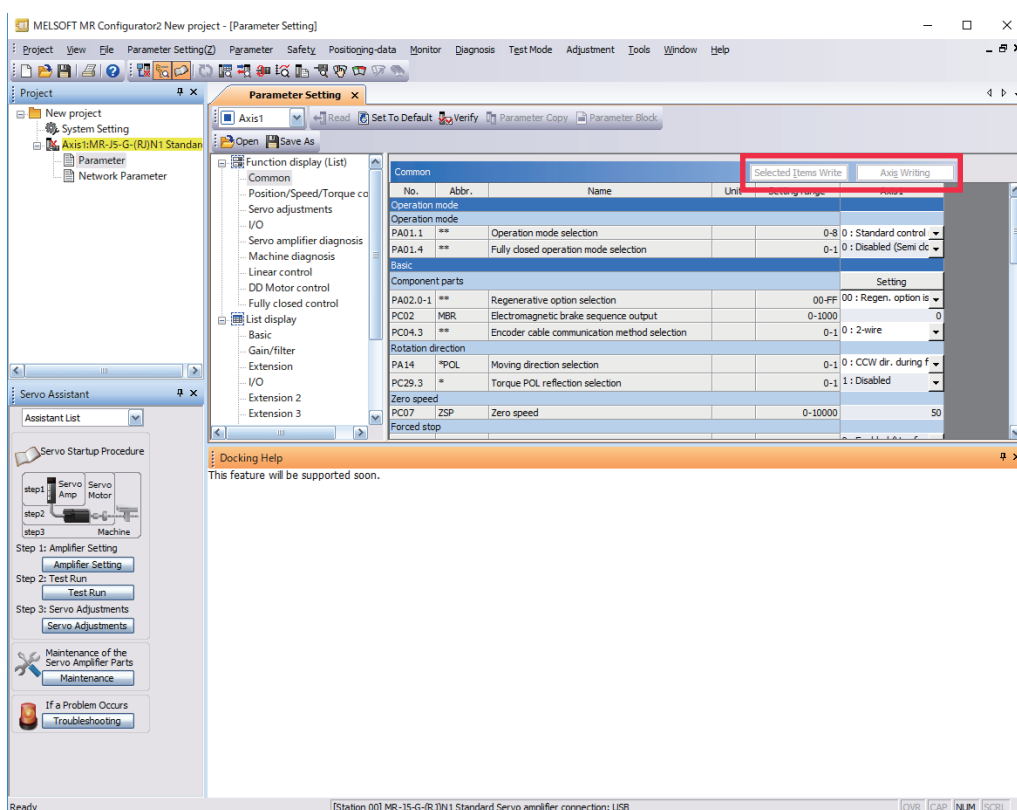 MELSOFT MR Configurator2 New project - [Parameter Setting]
Project View File Parameter Setting(Z) Parameter Safety Positioning-data Monitor Diagnosis Test Mode Adjustment Tools Window Help
Project
New project
System Setting
Axis1:MR-J5-G-(RJ)N1 Standar
Parameter
Network Parameter
Servo Assistant
Assistant List
Servo Startup Procedure
step1
Servo Amp
Servo Motor
step2
step3
Machine
Step 1: Amplifier Setting
Amplifier Setting
Step 2: Test Run
Test Run
Step 3: Servo Adjustments
Servo Adjustments
Maintenance of the
Servo Amplifier Parts
Maintenance
If a Problem Occurs
Troubleshooting
Parameter Setting
Axis1 Read Set To Default Verify Parameter Copy Parameter Block
Open Save As
Function display (List)
Common
Position/Speed/Torque co
Servo adjustments
I/O
Servo amplifier diagnosis
Machine diagnosis
Linear control
DD Motor control
Fully closed control
List display
Basic
Gain/filter
Extension
I/O
Extension 2
Extension 3
Common Selected Items Write Axis Writing
No. Abbr. Name Unit Setting range Axis1
Operation mode
Operation mode
PA01.1 ** Operation mode selection 0-8 0 : Standard control
PA01.4 ** Fully closed operation mode selection 0-1 0 : Disabled (Semi clc
Basic
Component parts Setting
PA02.0-1 ** Regenerative option selection 00-FF 00 : Regen. option is
PC02 MBR Electromagnetic brake sequence output 0-1000 0
PC04.3 ** Encoder cable communication method selection 0-1 0 : 2-wire
Rotation direction
PA14 *POL Moving direction selection 0-1 0 : CCW dir. during f
PC29.3 * Torque POL reflection selection 0-1 1 : Disabled
Zero speed
PC07 ZSP Zero speed 0-10000 50
Forced stop
Docking Help
This feature will be supported soon.
Ready [Station 00] MR-J5-G-(RJ)N1 Standard Servo amplifier connection: USB OVR CAP NUM SCRL